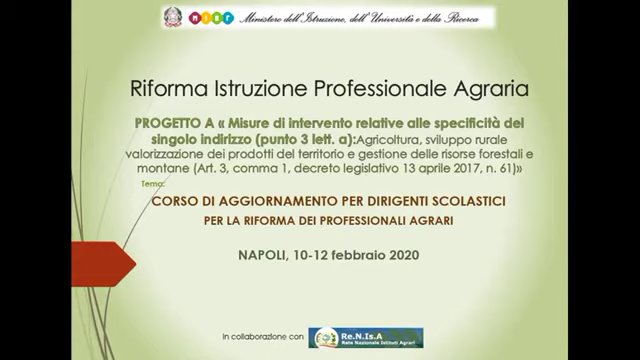 MIUR Ministero dell'Istruzione, dell'Università e della Ricerca
Riforma Istruzione Professionale Agraria
PROGETTO A « Misure di intervento relative alle specificità del
singolo indirizzo (punto 3 lett. a):Agricoltura, sviluppo rurale
valorizzazione dei prodotti del territorio e gestione delle risorse forestali e
montane (Art. 3, comma 1, decreto legislativo 13 aprile 2017, n. 61)»
Tema:
CORSO DI AGGIORNAMENTO PER DIRIGENTI SCOLASTICI
PER LA RIFORMA DEI PROFESSIONALI AGRARI
NAPOLI, 10-12 febbraio 2020
In collaborazione con
Re.N.Is.A
Rete Nazionale Istituti Agrari